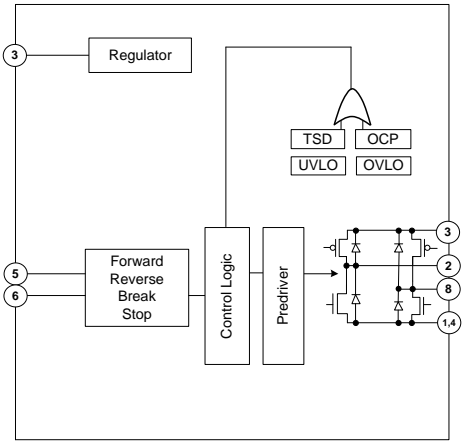 3
Regulator
TSD
OCP
UVLO
OVLO
3
2
8
1,4
5
6
Forward
Reverse
Break
Stop
Control Logic
Predriver